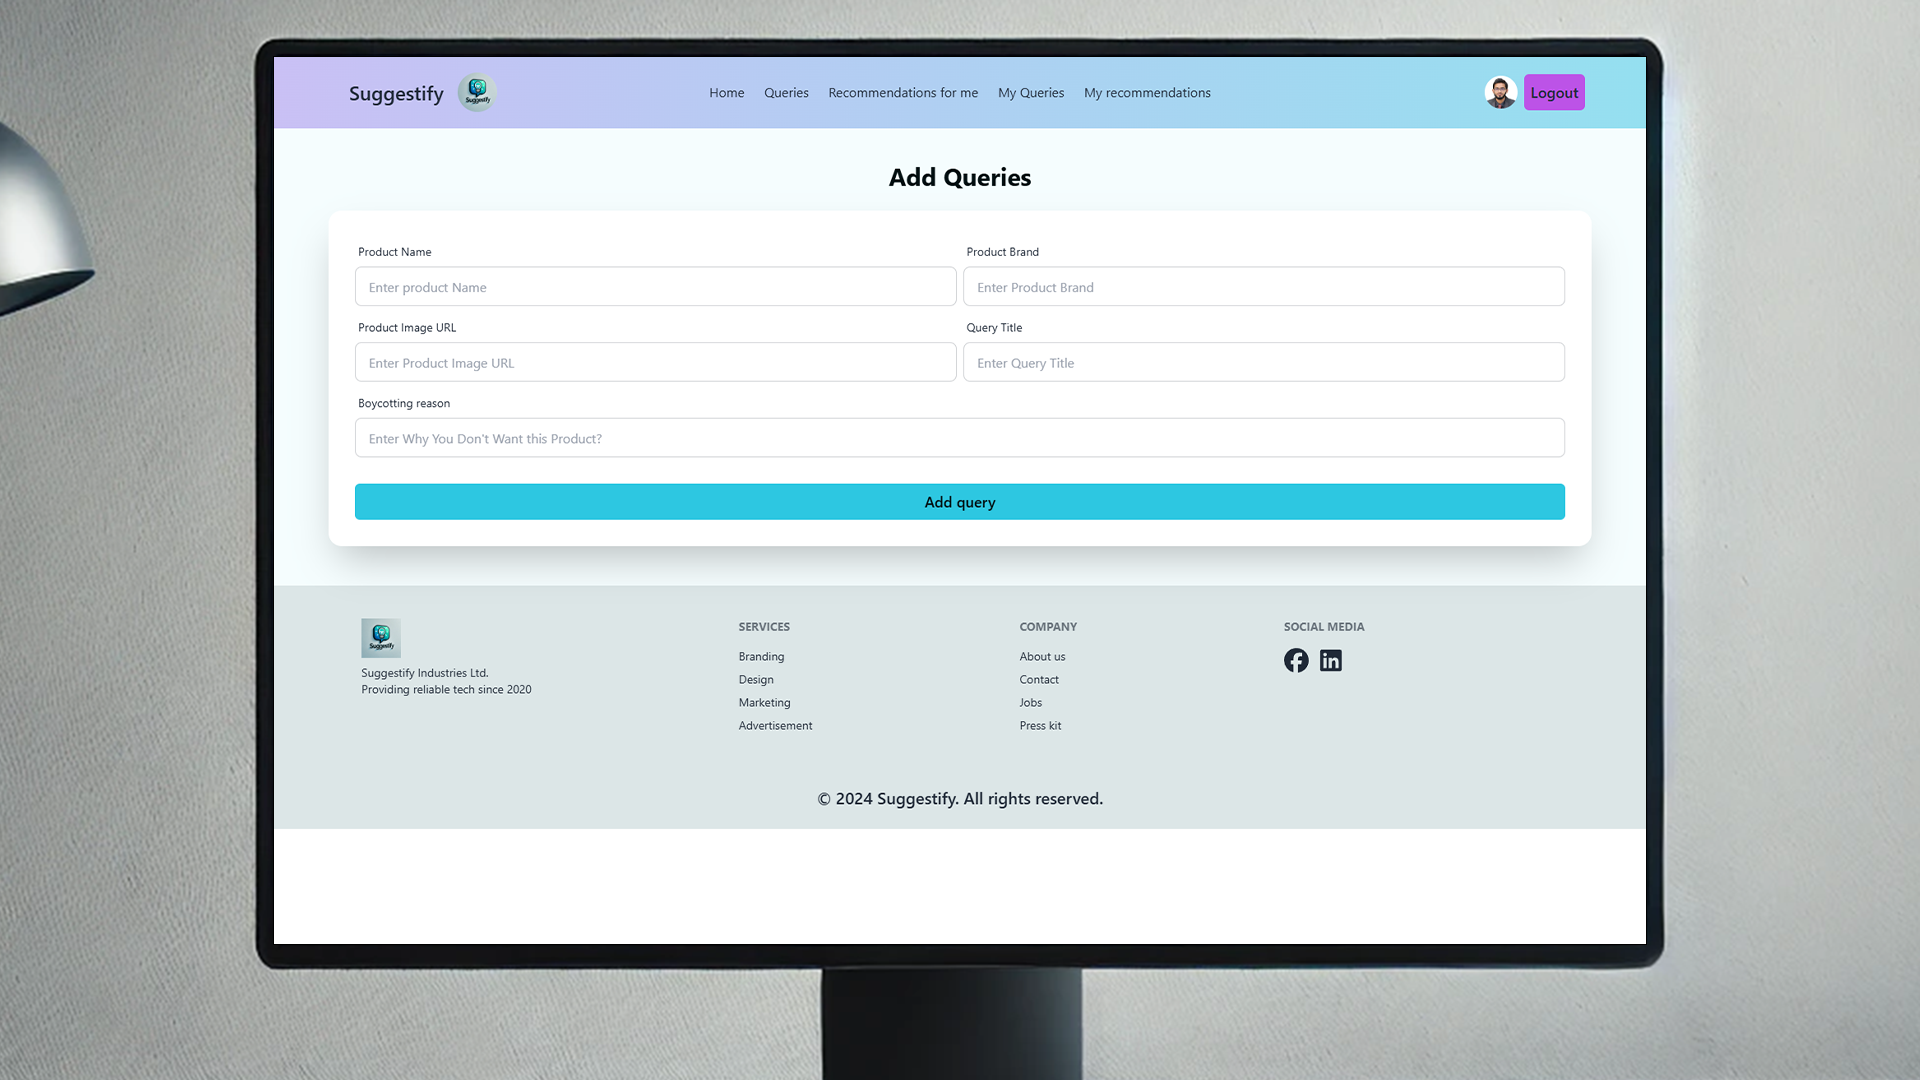 Suggestify
Suggestify
Home
Queries
Recommendations for me
My Queries
My recommendations
Logout
Add Queries
Product Name
Product Brand
Enter product Name
Enter Product Brand
Product Image URL
Query Title
Enter Product Image URL
Enter Query Title
Boycotting reason
Enter Why You Don't Want this Product?
Add query
Suggestify
Suggestify Industries Ltd.
Providing reliable tech since 2020
SERVICES
Branding
Design
Marketing
Advertisement
COMPANY
About us
Contact
Jobs
Press kit
SOCIAL MEDIA
© 2024 Suggestify. All rights reserved.